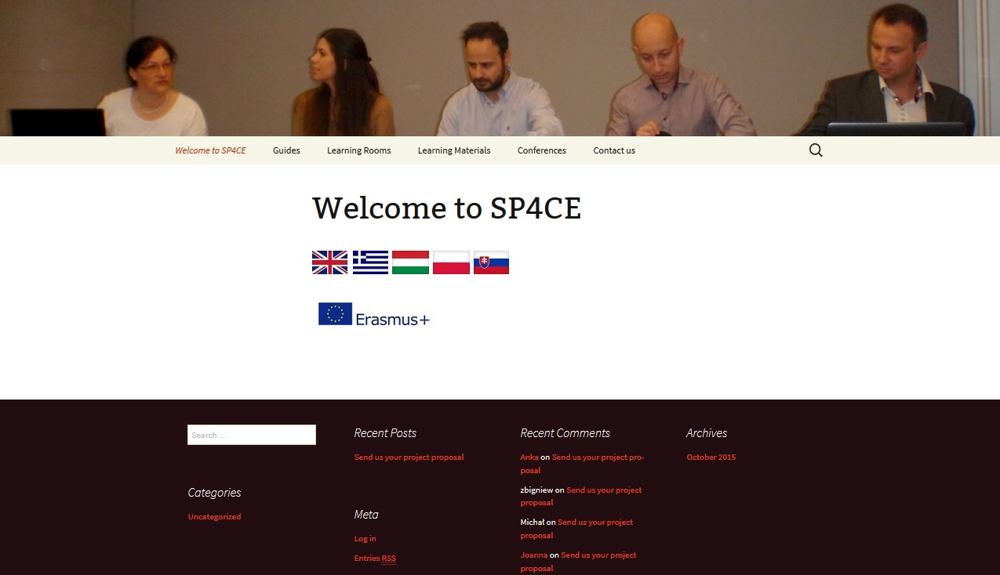 Welcome to SP4CE
Guides
Learning Rooms
Learning Materials
Conferences
Contact us
Welcome to SP4CE
Erasmus+
Search ...
Categories
Uncategorized
Recent Posts
Send us your project proposal
Meta
Log in
Entries RSS
Recent Comments
Anka on Send us your project pro-
posal
zbigniew on Send us your project
proposal
Michał on Send us your project
proposal
Joanna on Send us your project
proposal
Archives
October 2015